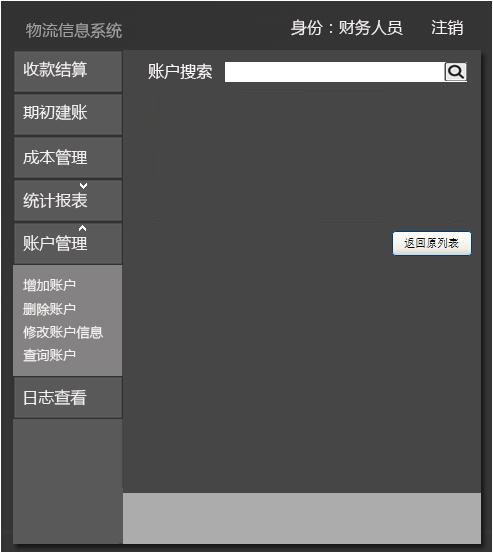 物流信息系统
身份：财务人员 注销
收款结算
账户搜索
期初建账
成本管理
统计报表
账户管理
返回原列表
增加账户
删除账户
修改账户信息
查询账户
日志查看